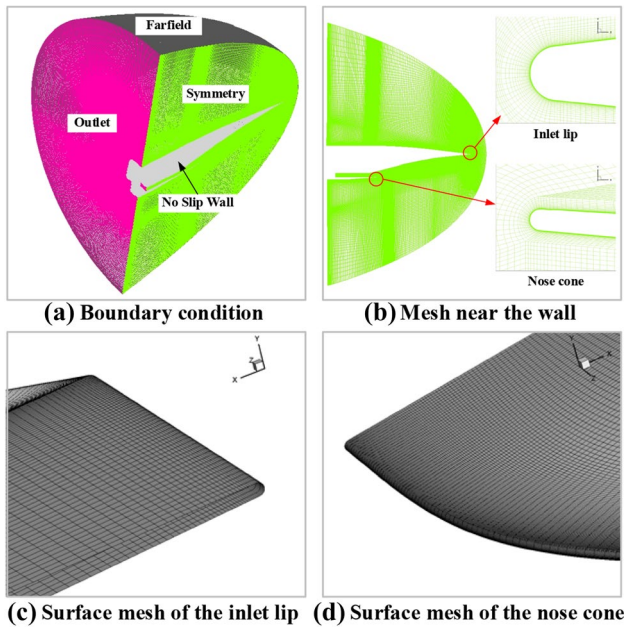 Farfield
Symmetry
Outlet
No Slip Wall
Inlet lip
Nose cone
(a) Boundary condition
(b) Mesh near the wall
Y
Z
X
Y
X
Z
(c) Surface mesh of the inlet lip
(d) Surface mesh of the nose cone